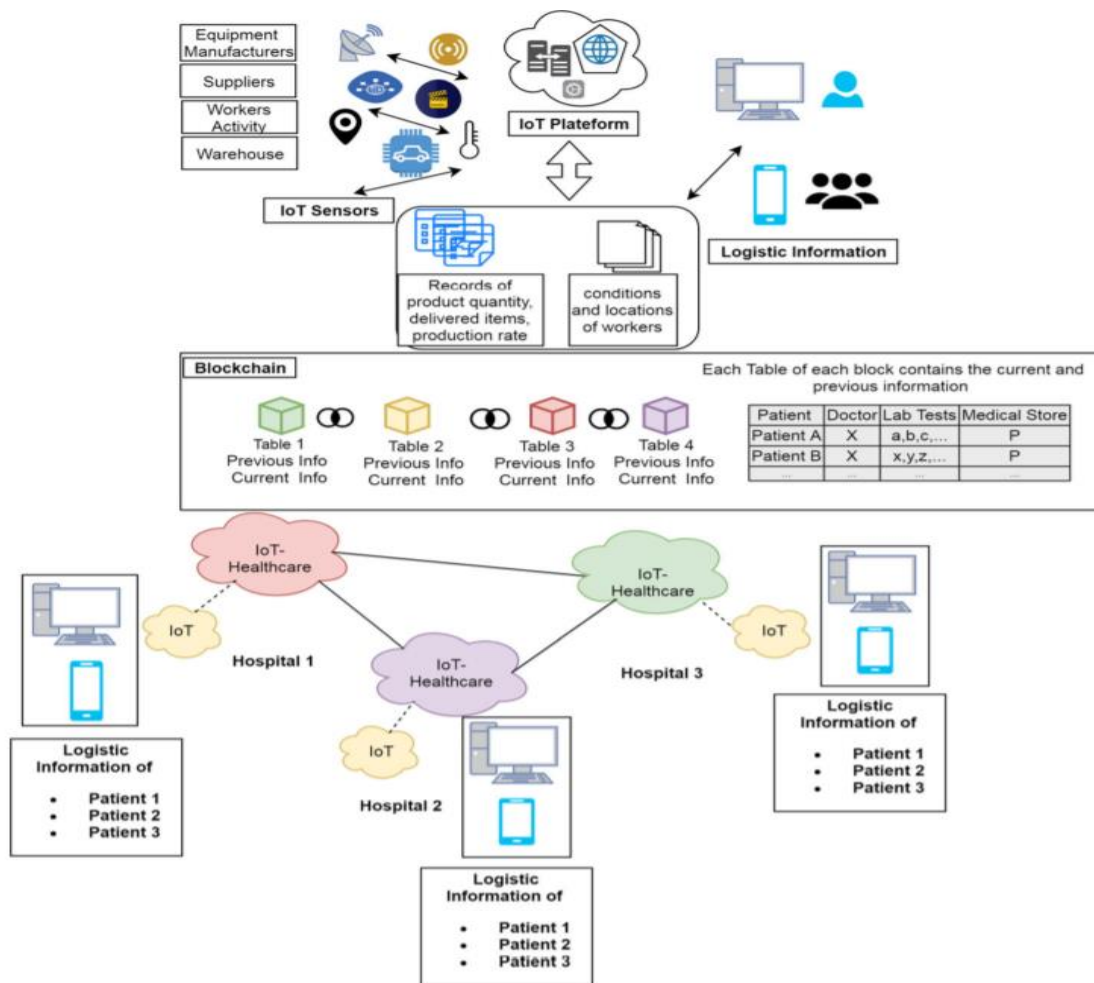 Equipment
Manufacturers
Suppliers
Workers
Activity
Warehouse
IoT Sensors
IoT Plateform
Logistic Information
Records of
product quantity,
delivered items,
production rate
conditions
and locations
of workers
Blockchain
Each Table of each block contains the current and
previous information
Table 1
Previous Info
Current Info
Table 2
Previous Info
Current Info
Table 3
Previous Info
Current Info
Table 4
Previous Info
Current Info
Patient Doctor Lab Tests Medical Store
Patient A X a,b,c,... P
Patient B X x,y,z,... P
... ... ... ...
IoT-
Healthcare
IoT
Hospital 1
IoT-
Healthcare
IoT
Hospital 2
IoT-
Healthcare
IoT
Hospital 3
Logistic
Information of
• Patient 1
• Patient 2
• Patient 3
Logistic
Information of
• Patient 1
• Patient 2
• Patient 3
Logistic
Information of
• Patient 1
• Patient 2
• Patient 3